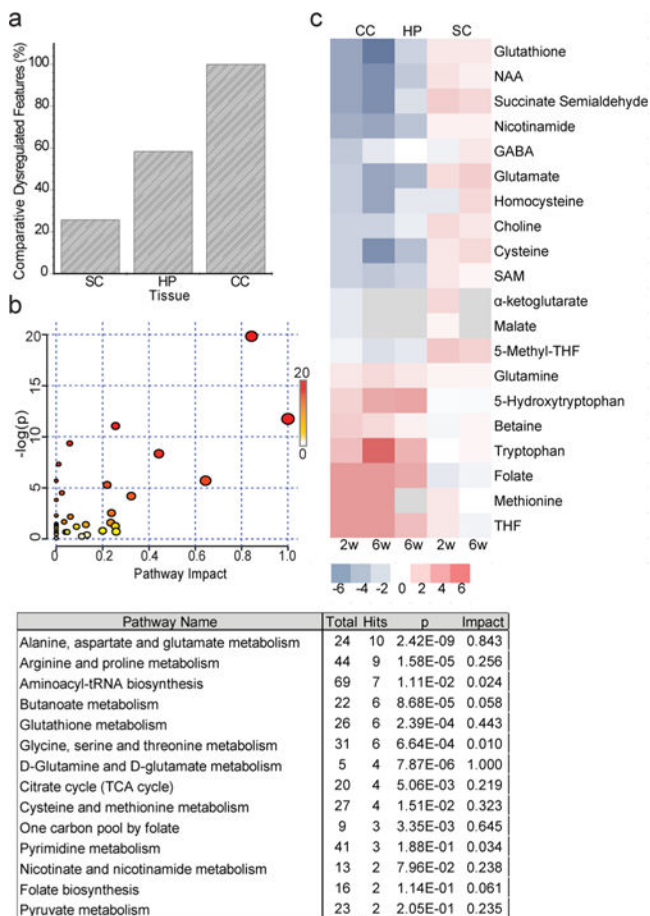 a
Comparative Dysregulated Features (%)
100
80
60
40
20
0
SC HP CC
Tissue
b
20
15
10
5
0
-log(p)
0 0.2 0.4 0.6 0.8 1.0
Pathway Impact
20
0
c
CC HP SC
Glutathione
NAA
Succinate Semialdehyde
Nicotinamide
GABA
Glutamate
Homocysteine
Choline
Cysteine
SAM
α-ketoglutarate
Malate
5-Methyl-THF
Glutamine
5-Hydroxytryptophan
Betaine
Tryptophan
Folate
Methionine
THF
2w 6w 6w 2w 6w
-6 -4 -2 0 2 4 6
Pathway Name Total Hits p Impact
Alanine, aspartate and glutamate metabolism 24 10 2.42E-09 0.843
Arginine and proline metabolism 44 9 1.58E-05 0.256
Aminoacyl-tRNA biosynthesis 69 7 1.11E-02 0.024
Butanoate metabolism 22 6 8.68E-05 0.058
Glutathione metabolism 26 6 2.39E-04 0.443
Glycine, serine and threonine metabolism 31 6 6.64E-04 0.010
D-Glutamine and D-glutamate metabolism 5 4 7.87E-06 1.000
Citrate cycle (TCA cycle) 20 4 5.06E-03 0.219
Cysteine and methionine metabolism 27 4 1.51E-02 0.323
One carbon pool by folate 9 3 3.35E-03 0.645
Pyrimidine metabolism 41 3 1.88E-01 0.034
Nicotinate and nicotinamide metabolism 13 2 7.96E-02 0.238
Folate biosynthesis 16 2 1.14E-01 0.061
Pyruvate metabolism 23 2 2.05E-01 0.235